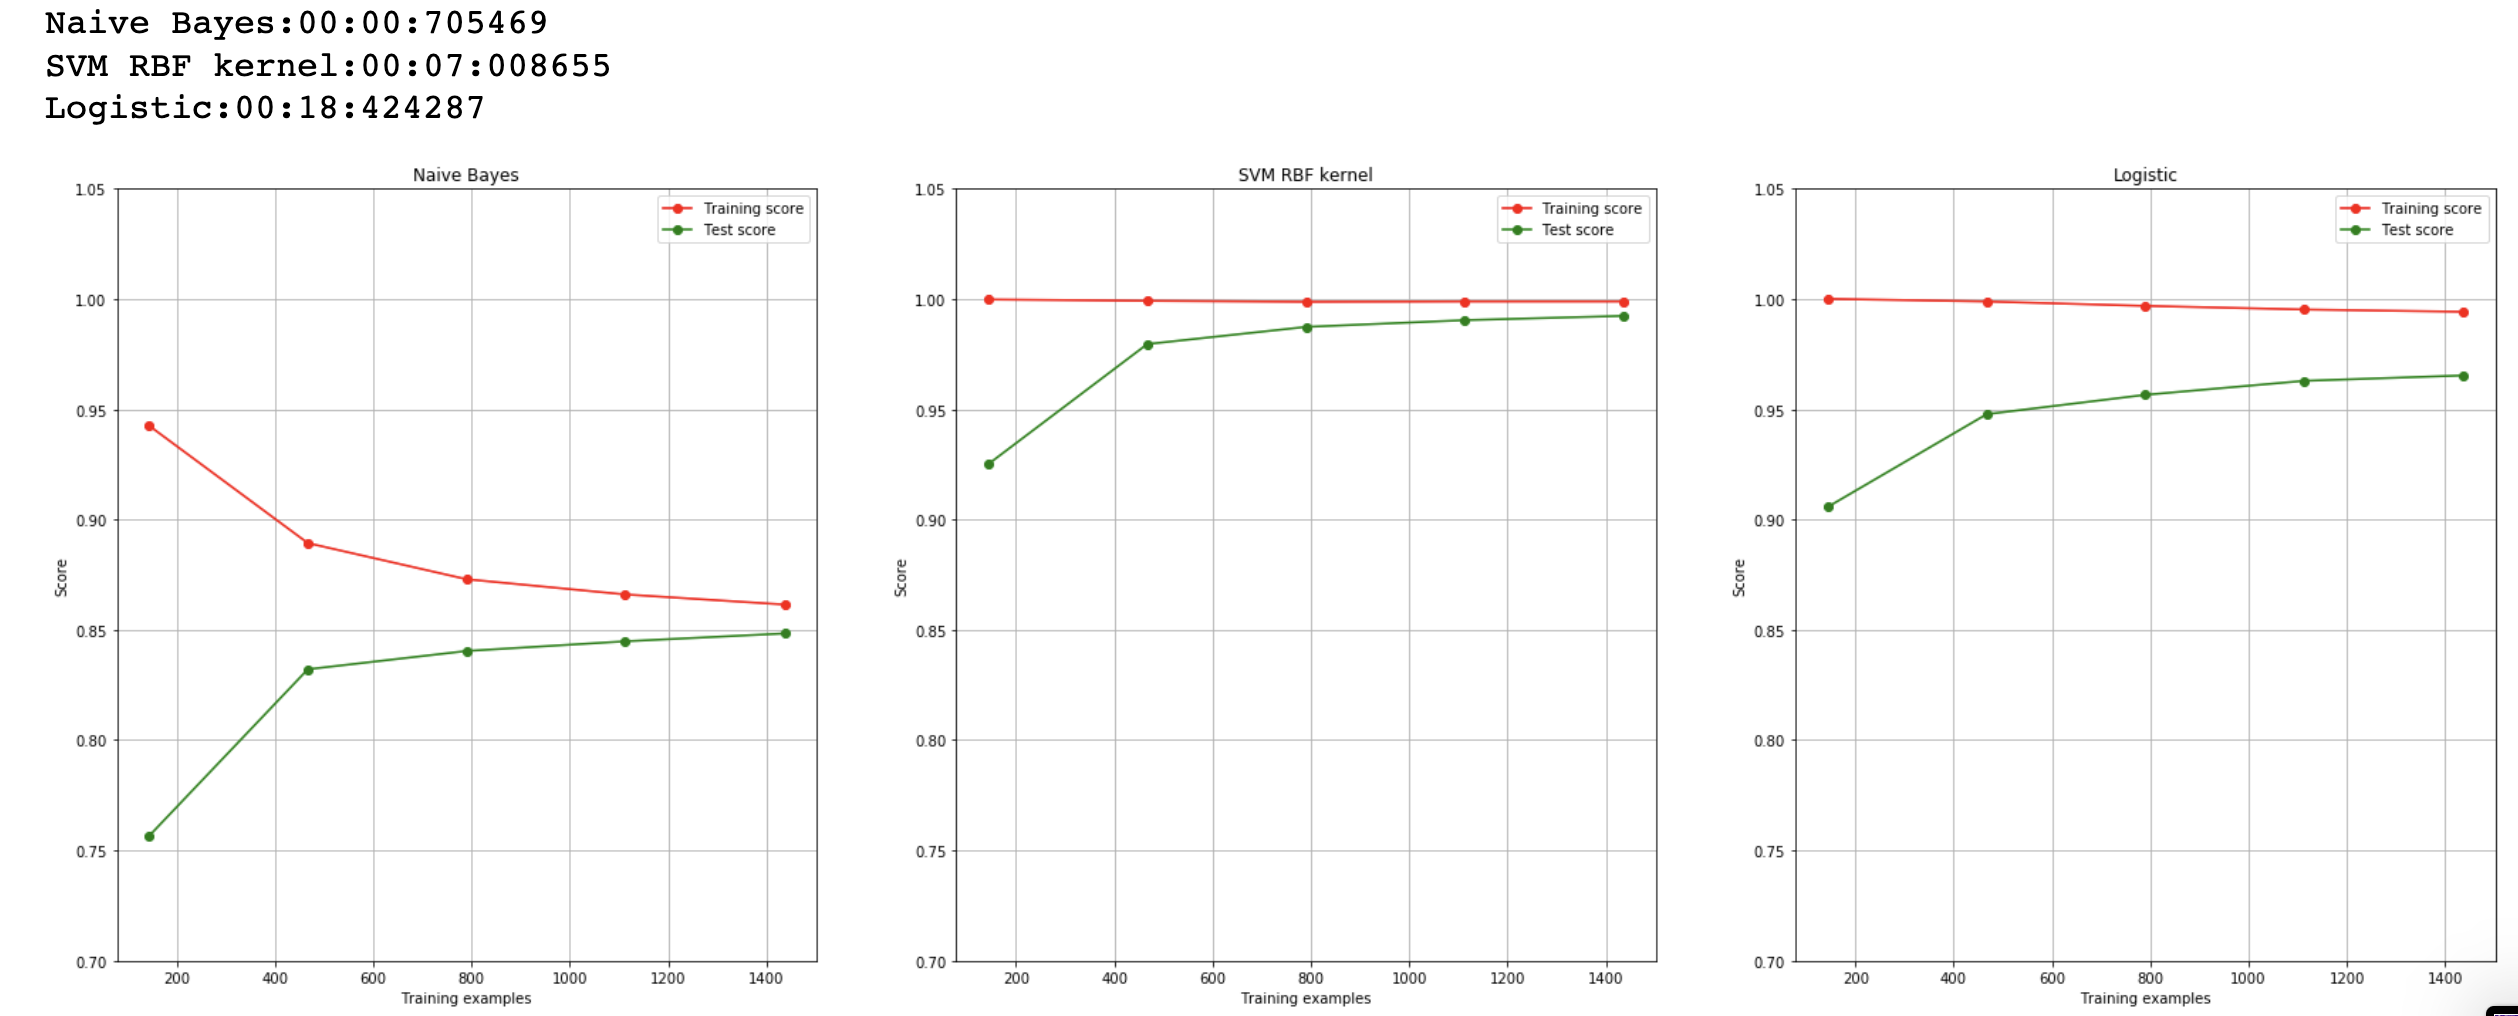 Naive Bayes:00:00:705469
SVM RBF kernel:00:07:008655
Logistic:00:18:424287
Naive Bayes
1.05
1.00
0.95
0.90
0.85
0.80
0.75
0.70
Score
Training score
Test score
200 400 600 800 1000 1200 1400
Training examples
SVM RBF kernel
1.05
1.00
0.95
0.90
0.85
0.80
0.75
0.70
Score
Training score
Test score
200 400 600 800 1000 1200 1400
Training examples
Logistic
1.05
1.00
0.95
0.90
0.85
0.80
0.75
0.70
Score
Training score
Test score
200 400 600 800 1000 1200 1400
Training examples